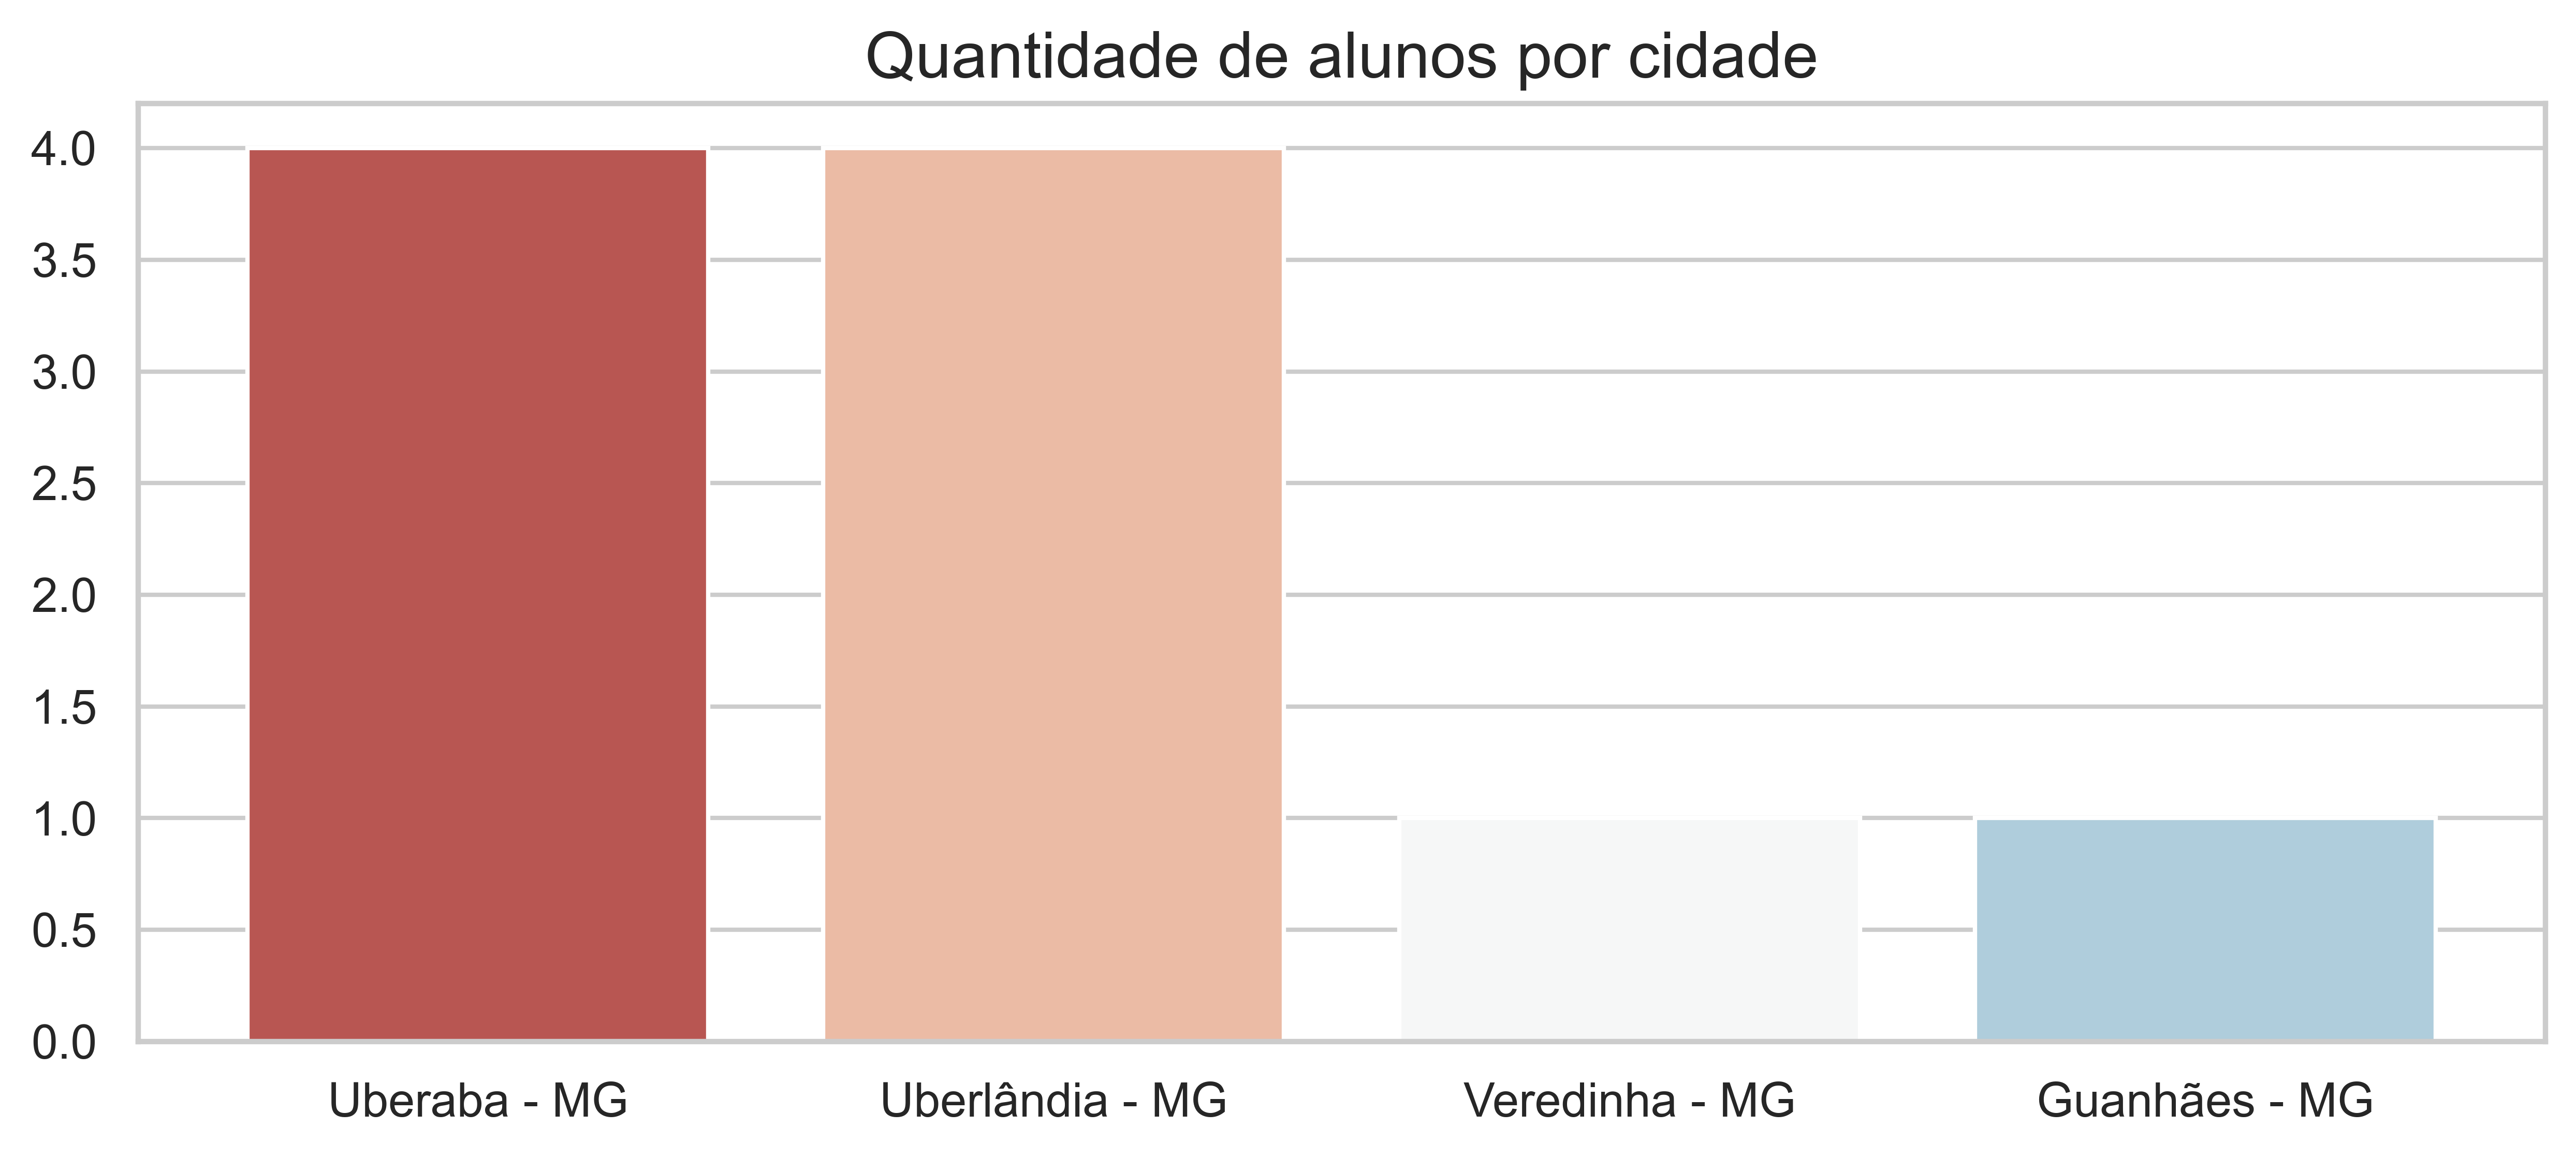 Quantidade de alunos por cidade
4.0
3.5
3.0
2.5
2.0
1.5
1.0
0.5
0.0
Uberaba - MG
Uberlândia - MG
Veredinha - MG
Guanhães - MG